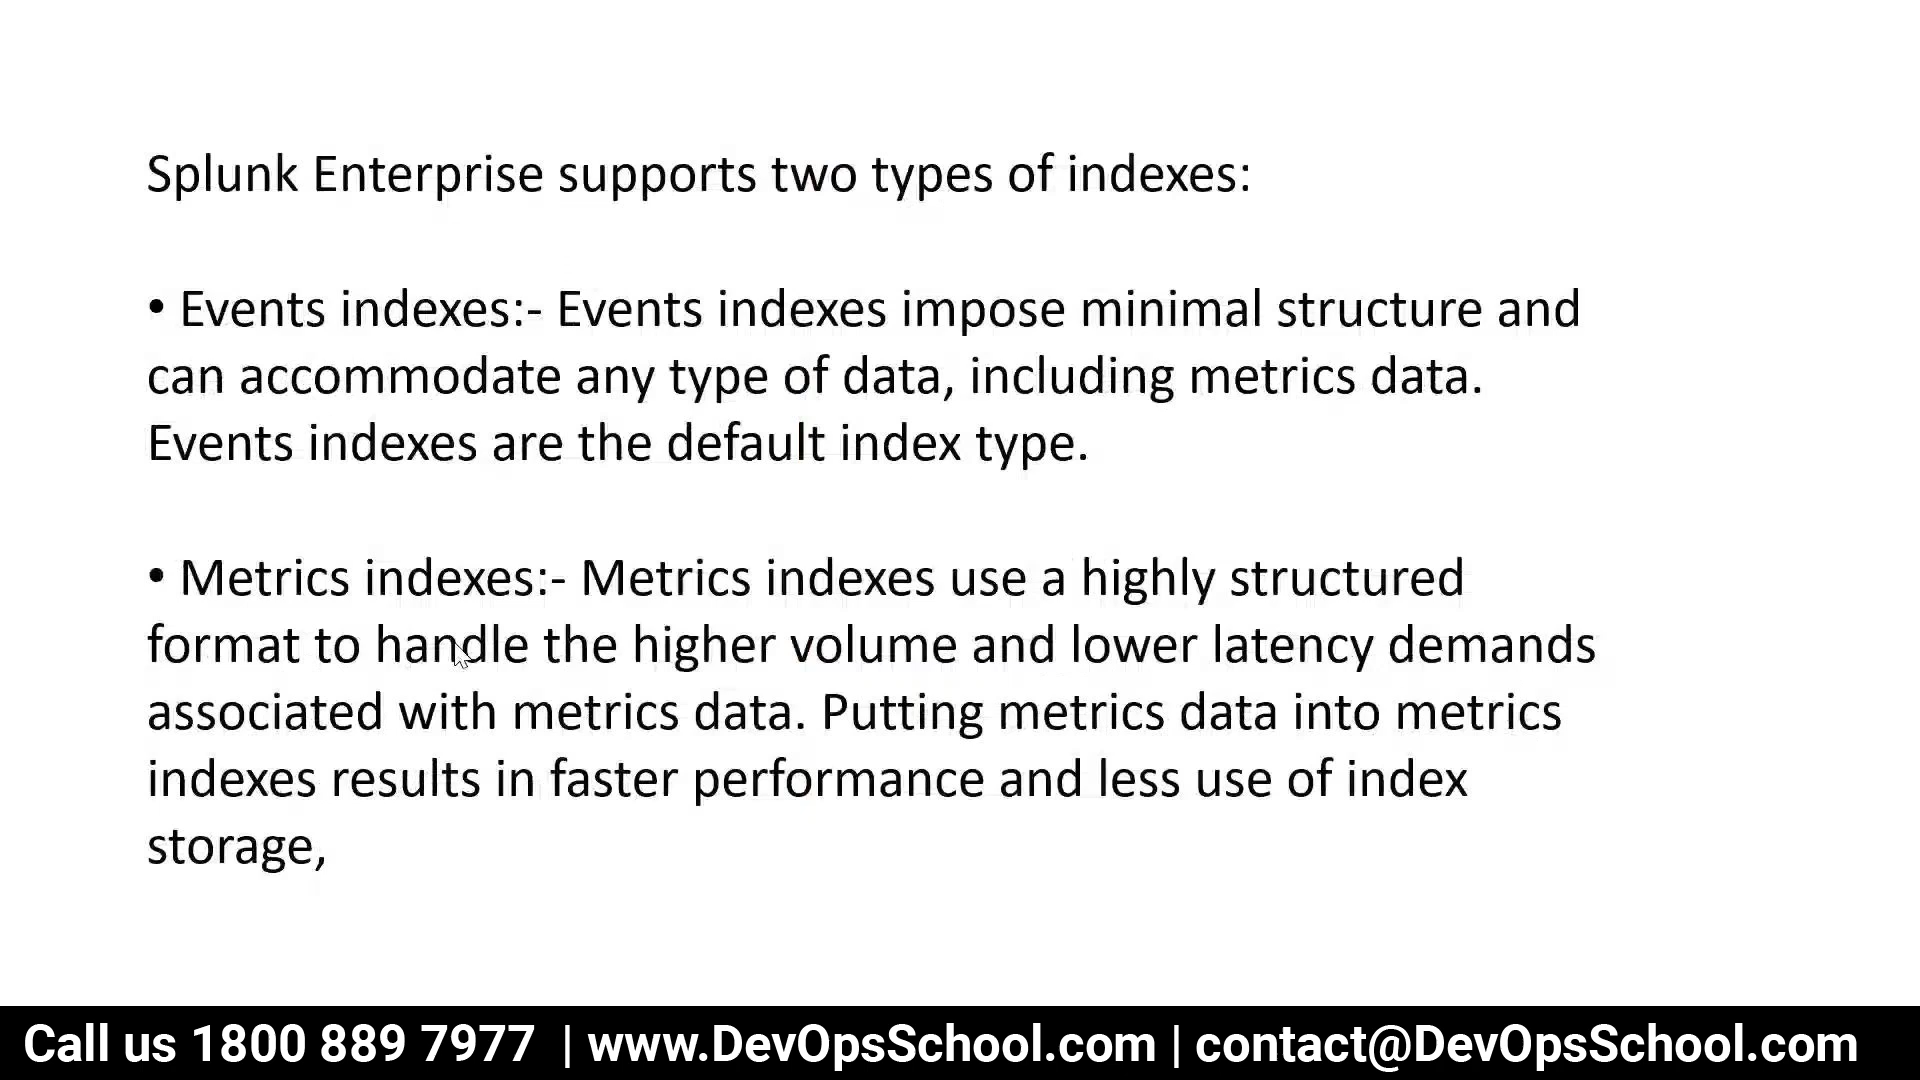 Splunk Enterprise supports two types of indexes:
• Events indexes:- Events indexes impose minimal structure and
can accommodate any type of data, including metrics data.
Events indexes are the default index type.
• Metrics indexes:- Metrics indexes use a highly structured
format to handle the higher volume and lower latency demands
associated with metrics data. Putting metrics data into metrics
indexes results in faster performance and less use of index
storage,
Call us 1800 889 7977 | www.DevOpsSchool.com | contact@DevOpsSchool.com